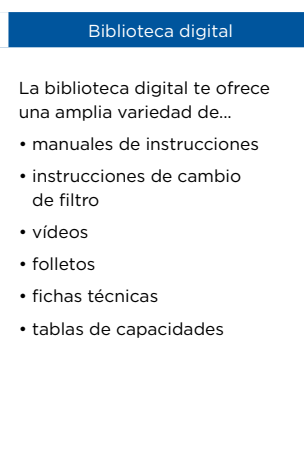 Biblioteca digital
La biblioteca digital te ofrece
una amplia variedad de...
• manuales de instrucciones
• instrucciones de cambio
de filtro
• vídeos
• folletos
• fichas técnicas
• tablas de capacidades